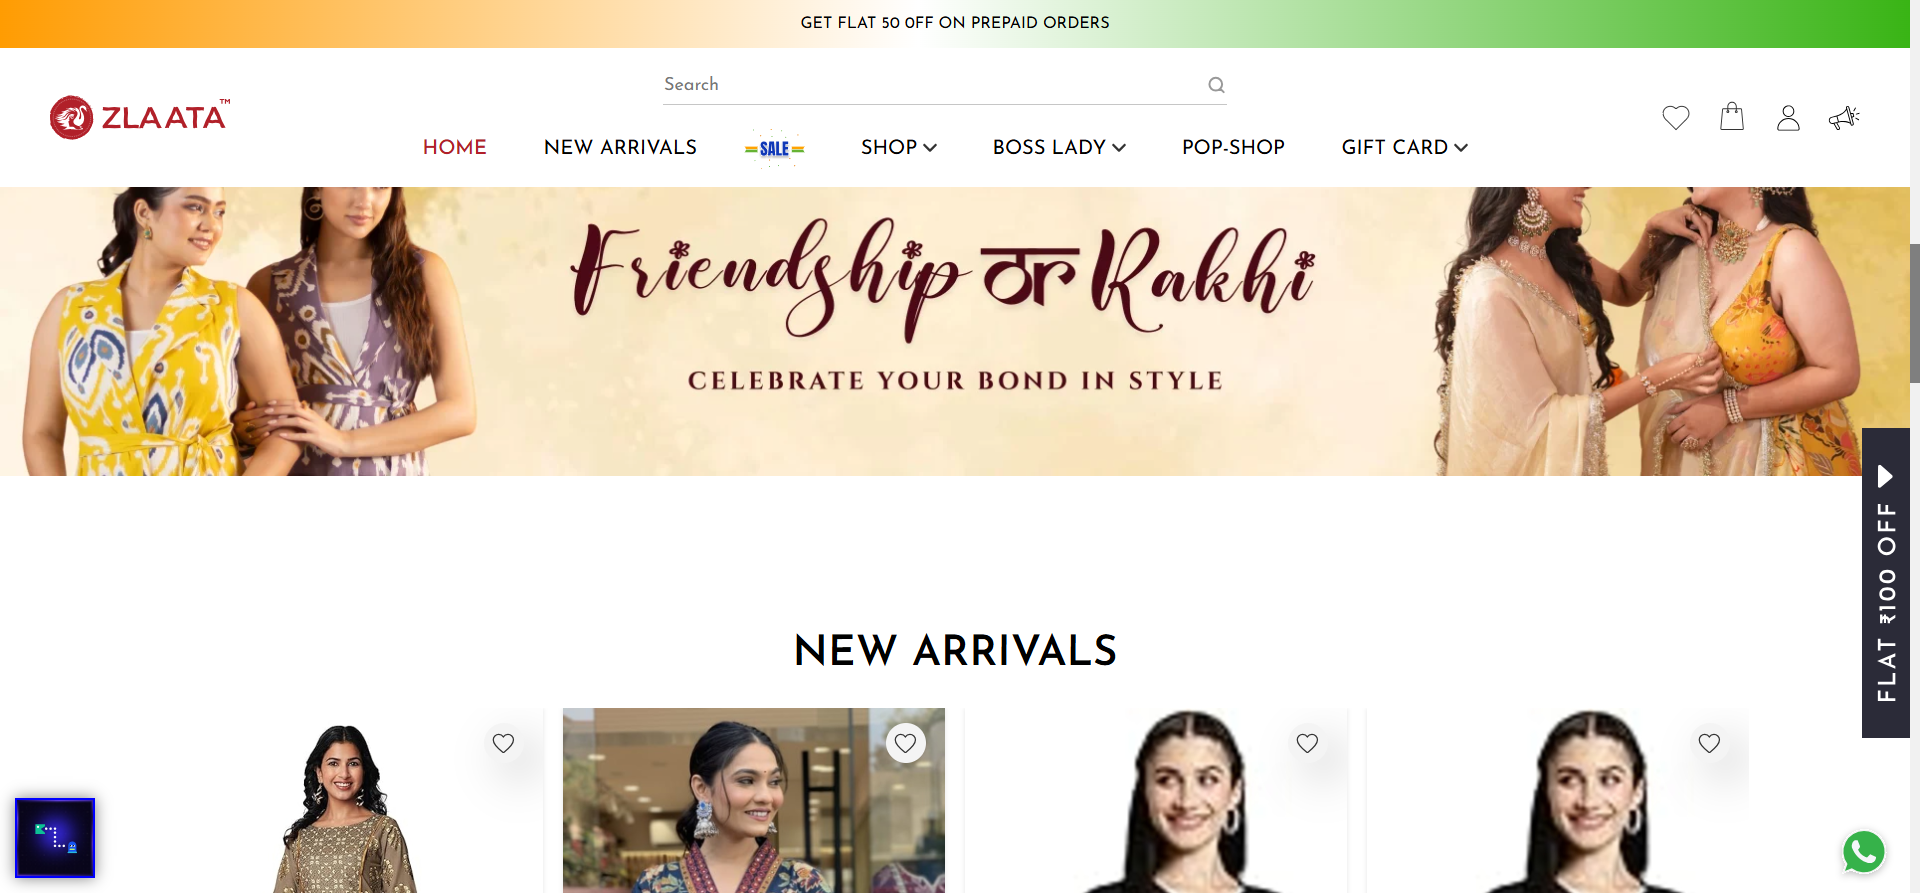 GET FLAT 50 OFF ON PREPAID ORDERS
Search
ZLAATA™
HOME NEW ARRIVALS SALE SHOP BOSS LADY POP-SHOP GIFT CARD
Friendship or Rakhi
CELEBRATE YOUR BOND IN STYLE
FLAT ₹100 OFF
NEW ARRIVALS